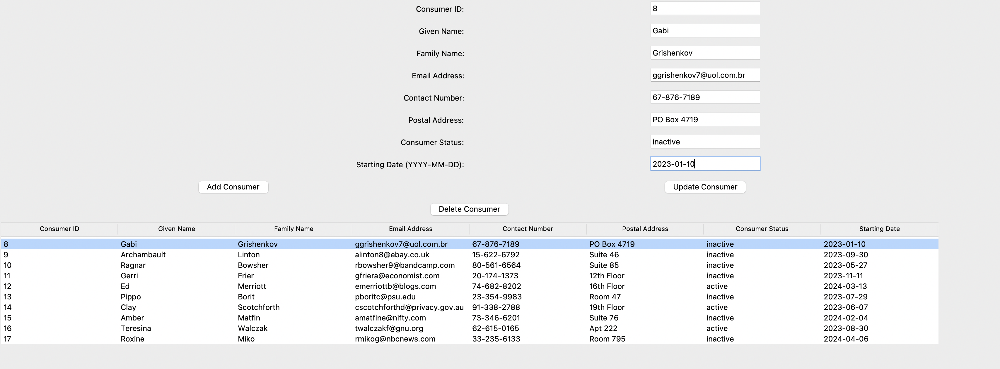 Consumer ID: 8
Given Name: Gabi
Family Name: Grishenkov
Email Address: ggrishenkov7@uol.com.br
Contact Number: 67-876-7189
Postal Address: PO Box 4719
Consumer Status: inactive
Starting Date (YYYY-MM-DD): 2023-01-10
Add Consumer Update Consumer
Delete Consumer
Consumer ID Given Name Family Name Email Address Contact Number Postal Address Consumer Status Starting Date
8 Gabi Grishenkov ggrishenkov7@uol.com.br 67-876-7189 PO Box 4719 inactive 2023-01-10
9 Archambault Linton alinton8@ebay.co.uk 15-622-6792 Suite 46 inactive 2023-09-30
10 Ragnar Bowsher rbowsher9@bandcamp.com 80-561-6564 Suite 85 inactive 2023-05-27
11 Gerri Frier gfriera@economist.com 20-174-1373 12th Floor inactive 2023-11-11
12 Ed Merriott emerriottb@blogs.com 74-682-8202 16th Floor active 2024-03-13
13 Pippo Borit pboritc@psu.edu 23-354-9983 Room 47 inactive 2023-07-29
14 Clay Scotchforth cscotchforthd@privacy.gov.au 91-338-2788 19th Floor active 2023-06-07
15 Amber Matfin amatfine@nifty.com 73-346-6201 Suite 76 inactive 2024-02-04
16 Teresina Walczak twalczakf@gnu.org 62-615-0165 Apt 222 active 2023-08-30
17 Roxine Miko rmikog@nbcnews.com 33-235-6133 Room 795 inactive 2024-04-06